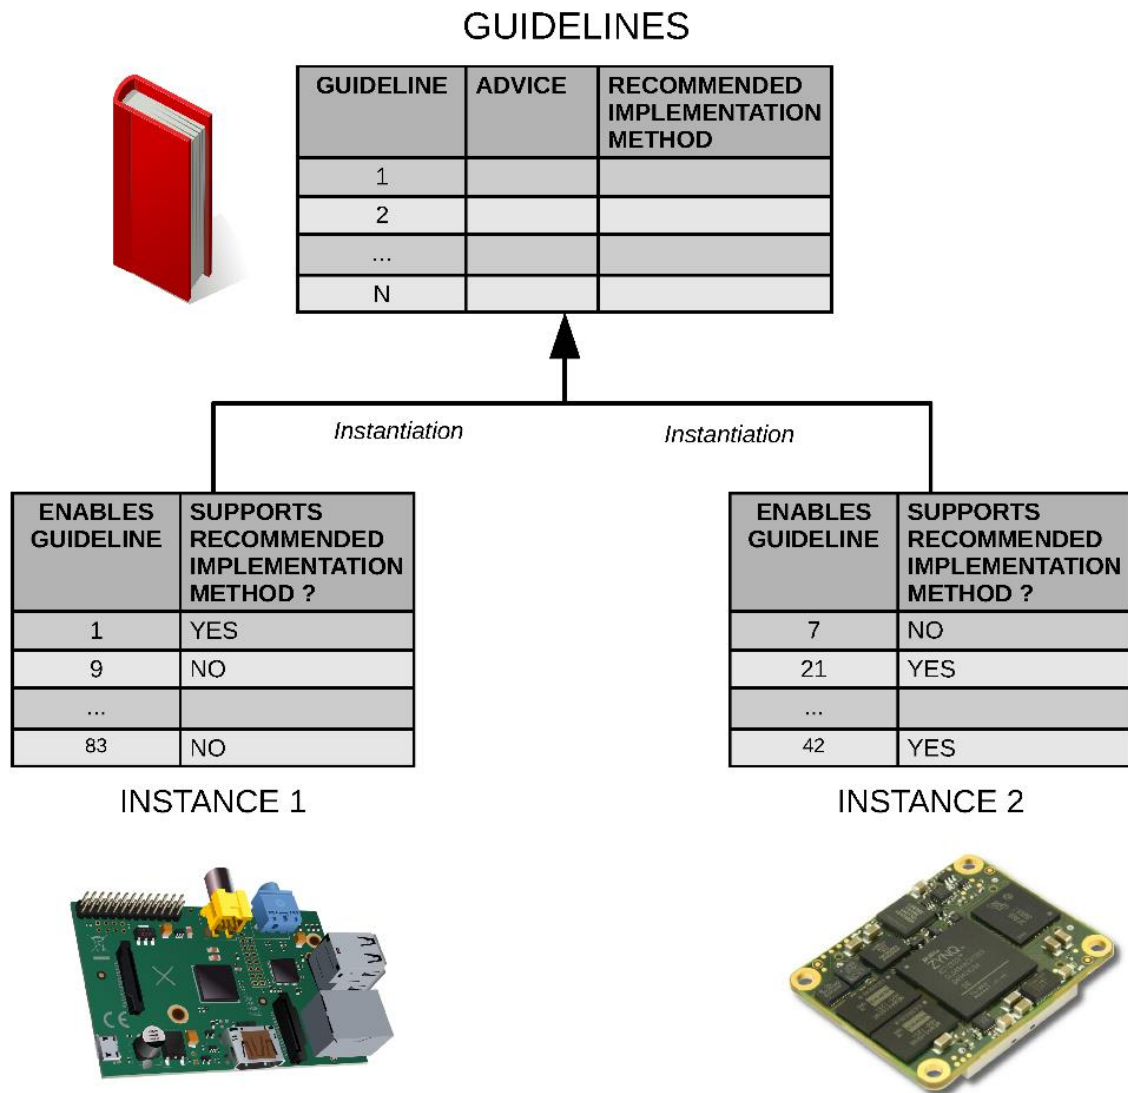 GUIDELINES
GUIDELINE ADVICE RECOMMENDED
IMPLEMENTATION
METHOD
1
2
...
N
Instantiation Instantiation
ENABLES
GUIDELINE
SUPPORTS
RECOMMENDED
IMPLEMENTATION
METHOD ?
1 YES
9 NO
...
83 NO
INSTANCE 1
ENABLES
GUIDELINE
SUPPORTS
RECOMMENDED
IMPLEMENTATION
METHOD ?
7 NO
21 YES
...
42 YES
INSTANCE 2
CE
ZYNQ